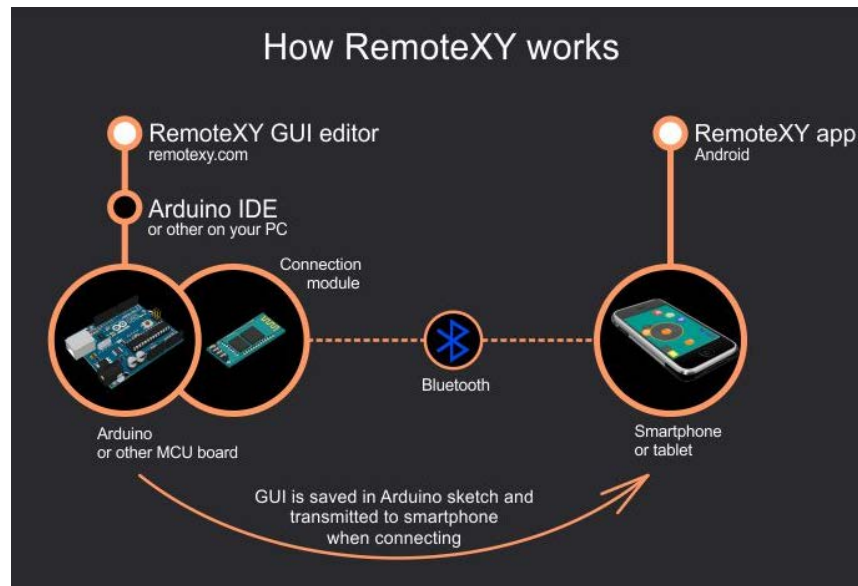 How RemoteXY works
RemoteXY GUI editor
remotexy.com
RemoteXY app
Android
Arduino IDE
or other on your PC
Connection
module
Bluetooth
Arduino
or other MCU board
Smartphone
or tablet
GUI is saved in Arduino sketch and
transmitted to smartphone
when connecting